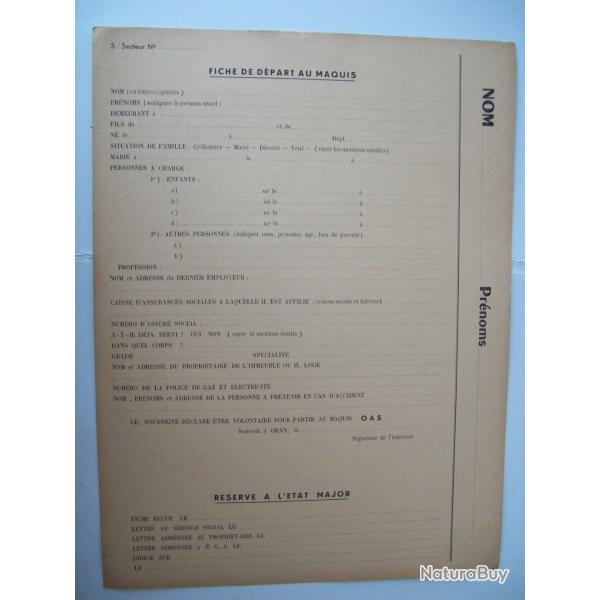 S / Secteur Nº
FICHE DE DÉPART AU MAQUIS
NOM (en lettres capitales)
PRÉNOMS (souligner le prénom usuel)
DEMEURANT à
FILS de et de
NÉ le à Dépt.
SITUATION DE FAMILLE : Célibataire - Marié - Divorcé - Veuf - (rayer les mentions inutiles)
MARIÉ à le à
PERSONNES A CHARGE :
1º) - ENFANTS :
a) né le à
b) né le à
c) né le à
d) né le à
2º) - AUTRES PERSONNES (indiquer nom, prénoms, âge, lien de parenté)
a)
b)
PROFESSION :
NOM et ADRESSE du DERNIER EMPLOYEUR :
CAISSE D'ASSURANCES SOCIALES A LAQUELLE IL EST AFFILIE : (raison sociale et Adresse)
NUMÉRO D'ASSURÉ SOCIAL :
A-T-IL DÉJA SERVI ? OUI NON (rayer la mention inutile)
DANS QUEL CORPS ?
GRADE SPÉCIALITÉ
NOM et ADRESSE DU PROPRIÉTAIRE DE L'IMMEUBLE OU IL LOGE
NUMÉRO DE LA POLICE DE GAZ ET ELECTRICITÉ
NOM, PRÉNOMS et ADRESSE DE LA PERSONNE A PRÉVENIR EN CAS D'ACCIDENT
LE, SOUSSIGNÉ DÉCLARE ÊTRE VOLONTAIRE POUR PARTIR AU MAQUIS OAS
Souscrit à ORAN, le
Signature de l'intéressé
RESERVE A L'ETAT MAJOR
FICHE REÇUE LE
LETTRE AU SERVICE SOCIAL LE
LETTRE ADRESSÉE AU PROPRIÉTAIRE LE
LETTRE ADRESSÉE à E. G. A. LE
DIRIGÉ SUR
LE
NOM
Prénoms
NaturaBuy